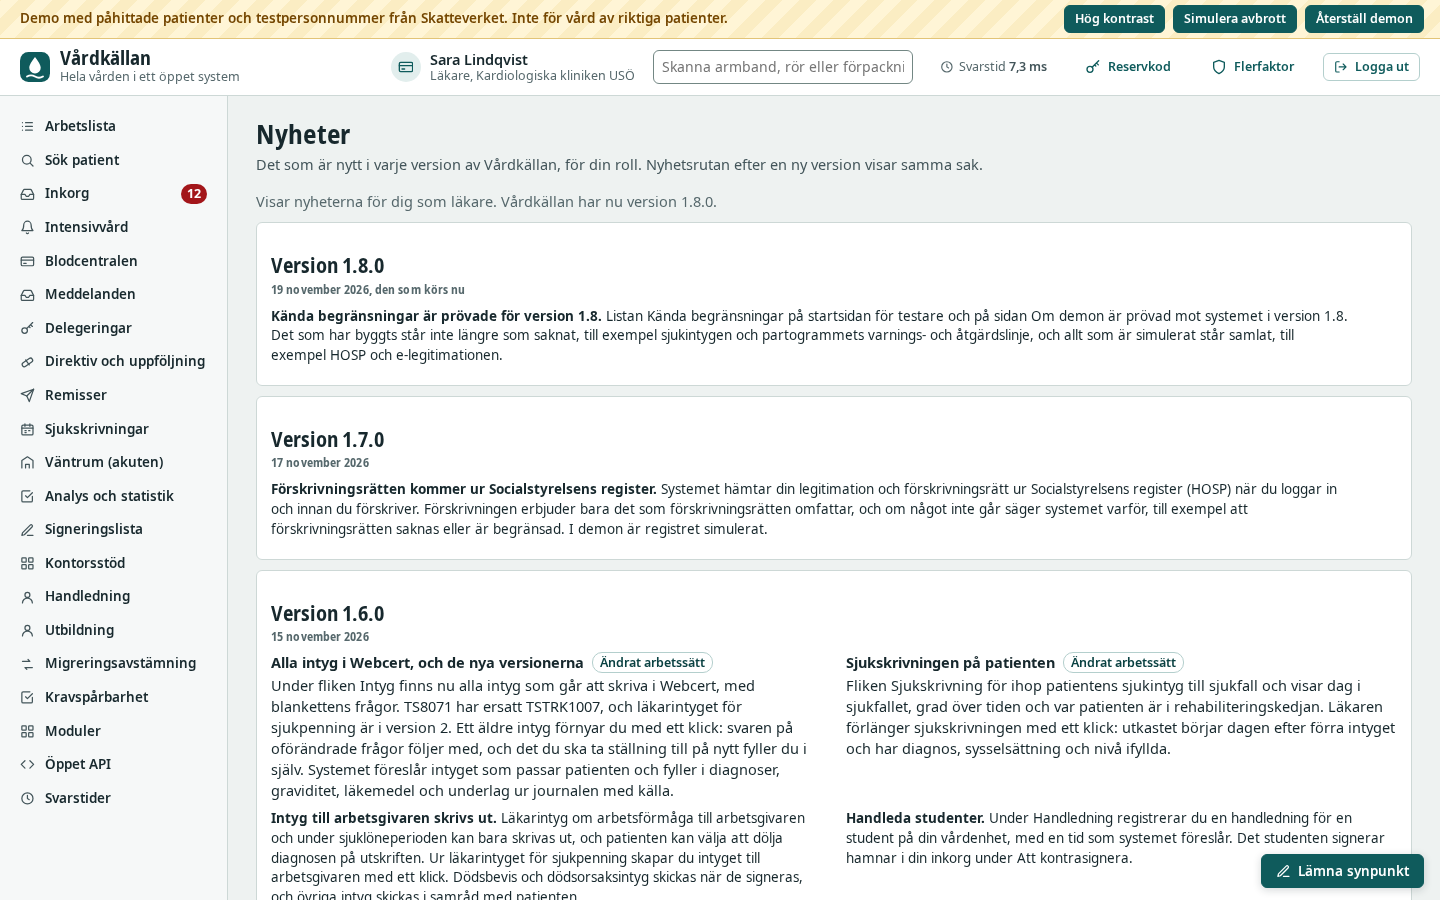 Demo med påhittade patienter och testpersonnummer från Skatteverket. Inte för vård av riktiga patienter.
Hög kontrast
Simulera avbrott
Återställ demon
Vårdkällan
Hela vården i ett öppet system
Sara Lindqvist
Läkare, Kardiologiska kliniken USÖ
Skanna armband, rör eller förpackni
Svarstid 7,3 ms
Reservkod
Flerfaktor
Logga ut
Arbetslista
Sök patient
Inkorg
12
Intensivvård
Blodcentralen
Meddelanden
Delegeringar
Direktiv och uppföljning
Remisser
Sjukskrivningar
Väntrum (akuten)
Analys och statistik
Signeringslista
Kontorsstöd
Handledning
Utbildning
Migreringsavstämning
Kravspårbarhet
Moduler
Öppet API
Svarstider
Nyheter
Det som är nytt i varje version av Vårdkällan, för din roll. Nyhetsrutan efter en ny version visar samma sak.
Visar nyheterna för dig som läkare. Vårdkällan har nu version 1.8.0.
Version 1.8.0
19 november 2026, den som körs nu
Kända begränsningar är prövade för version 1.8. Listan Kända begränsningar på startsidan för testare och på sidan Om demon är prövad mot systemet i version 1.8.
Det som har byggts står inte längre som saknat, till exempel sjukintygen och partogrammets varnings- och åtgärdslinje, och allt som är simulerat står samlat, till
exempel HOSP och e-legitimationen.
Version 1.7.0
17 november 2026
Förskrivningsrätten kommer ur Socialstyrelsens register. Systemet hämtar din legitimation och förskrivningsrätt ur Socialstyrelsens register (HOSP) när du loggar in
och innan du förskriver. Förskrivningen erbjuder bara det som förskrivningsrätten omfattar, och om något inte går säger systemet varför, till exempel att
förskrivningsrätten saknas eller är begränsad. I demon är registret simulerat.
Version 1.6.0
15 november 2026
Alla intyg i Webcert, och de nya versionerna
Ändrat arbetssätt
Under fliken Intyg finns nu alla intyg som går att skriva i Webcert, med
blankettens frågor. TS8071 har ersatt TSTRK1007, och läkarintyget för
sjukpenning är i version 2. Ett äldre intyg förnyar du med ett klick: svaren på
oförändrade frågor följer med, och det du ska ta ställning till på nytt fyller du i
själv. Systemet föreslår intyget som passar patienten och fyller i diagnoser,
graviditet, läkemedel och underlag ur journalen med källa.
Sjukskrivningen på patienten
Ändrat arbetssätt
Fliken Sjukskrivning för ihop patientens sjukintyg till sjukfall och visar dag i
sjukfallet, grad över tiden och var patienten är i rehabiliteringskedjan. Läkaren
förlänger sjukskrivningen med ett klick: utkastet börjar dagen efter förra intyget
och har diagnos, sysselsättning och nivå ifyllda.
Intyg till arbetsgivaren skrivs ut. Läkarintyg om arbetsförmåga till arbetsgivaren
och under sjuklöneperioden kan bara skrivas ut, och patienten kan välja att dölja
diagnosen på utskriften. Ur läkarintyget för sjukpenning skapar du intyget till
arbetsgivaren med ett klick. Dödsbevis och dödsorsaksintyg skickas när de signeras,
och övriga intyg skickas i samråd med patienten.
Handleda studenter. Under Handledning registrerar du en handledning för en
student på din vårdenhet, med en tid som systemet föreslår. Det studenten signerar
hamnar i din inkorg under Att kontrasignera.
Lämna synpunkt